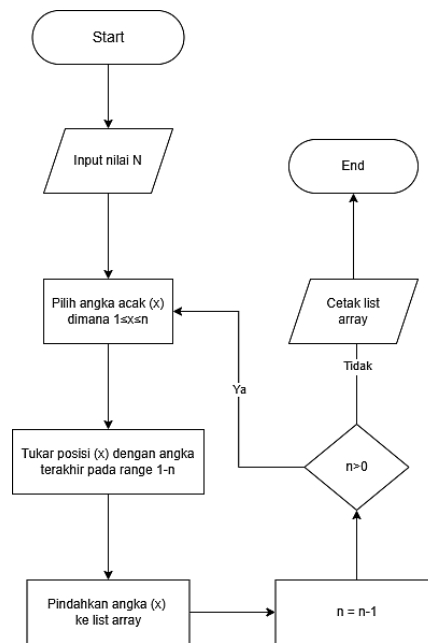 Start
Input nilai N
Pilih angka acak (x)
dimana 1≤x≤n
Tukar posisi (x) dengan angka
terakhir pada range 1-n
Pindahkan angka (x)
ke list array
n = n-1
n>0
Ya
Tidak
Cetak list
array
End